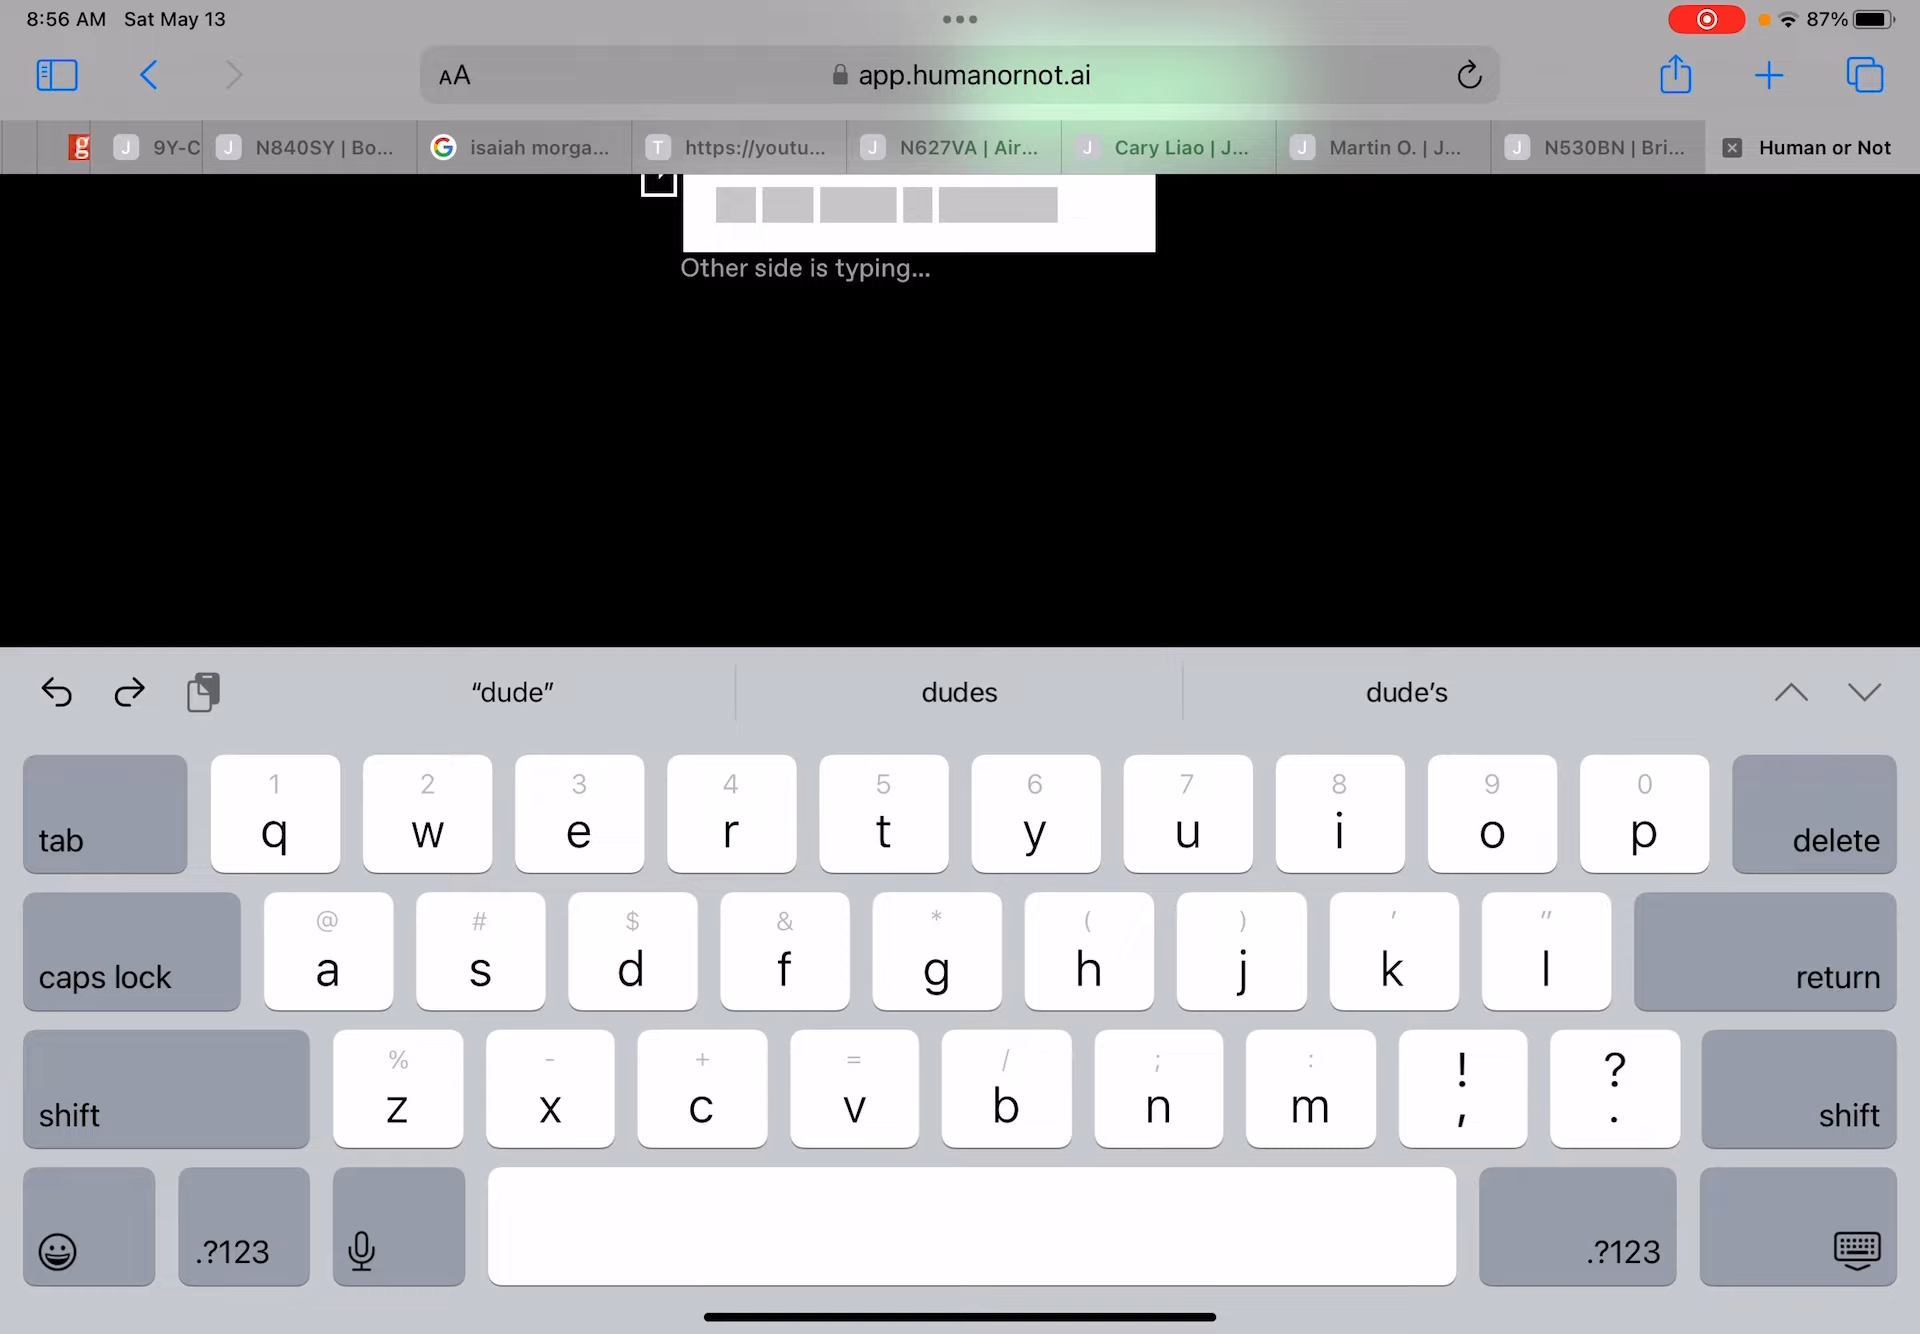 8:56 AM Sat May 13
87%
AA app.humanornot.ai
g J 9Y-C J N840SY | Bo... G isaiah morga... T https://youtu... J N627VA | Air... J Cary Liao | J... J Martin O. | J... J N530BN | Bri... Human or Not
Other side is typing...
“dude” dudes dude's
1 2 3 4 5 6 7 8 9 0
tab q w e r t y u i o p delete
@ # $ & * ( ) ' "
caps lock a s d f g h j k l return
% - + = / ; : ! ?
shift z x c v b n m , . shift
.?123 .?123